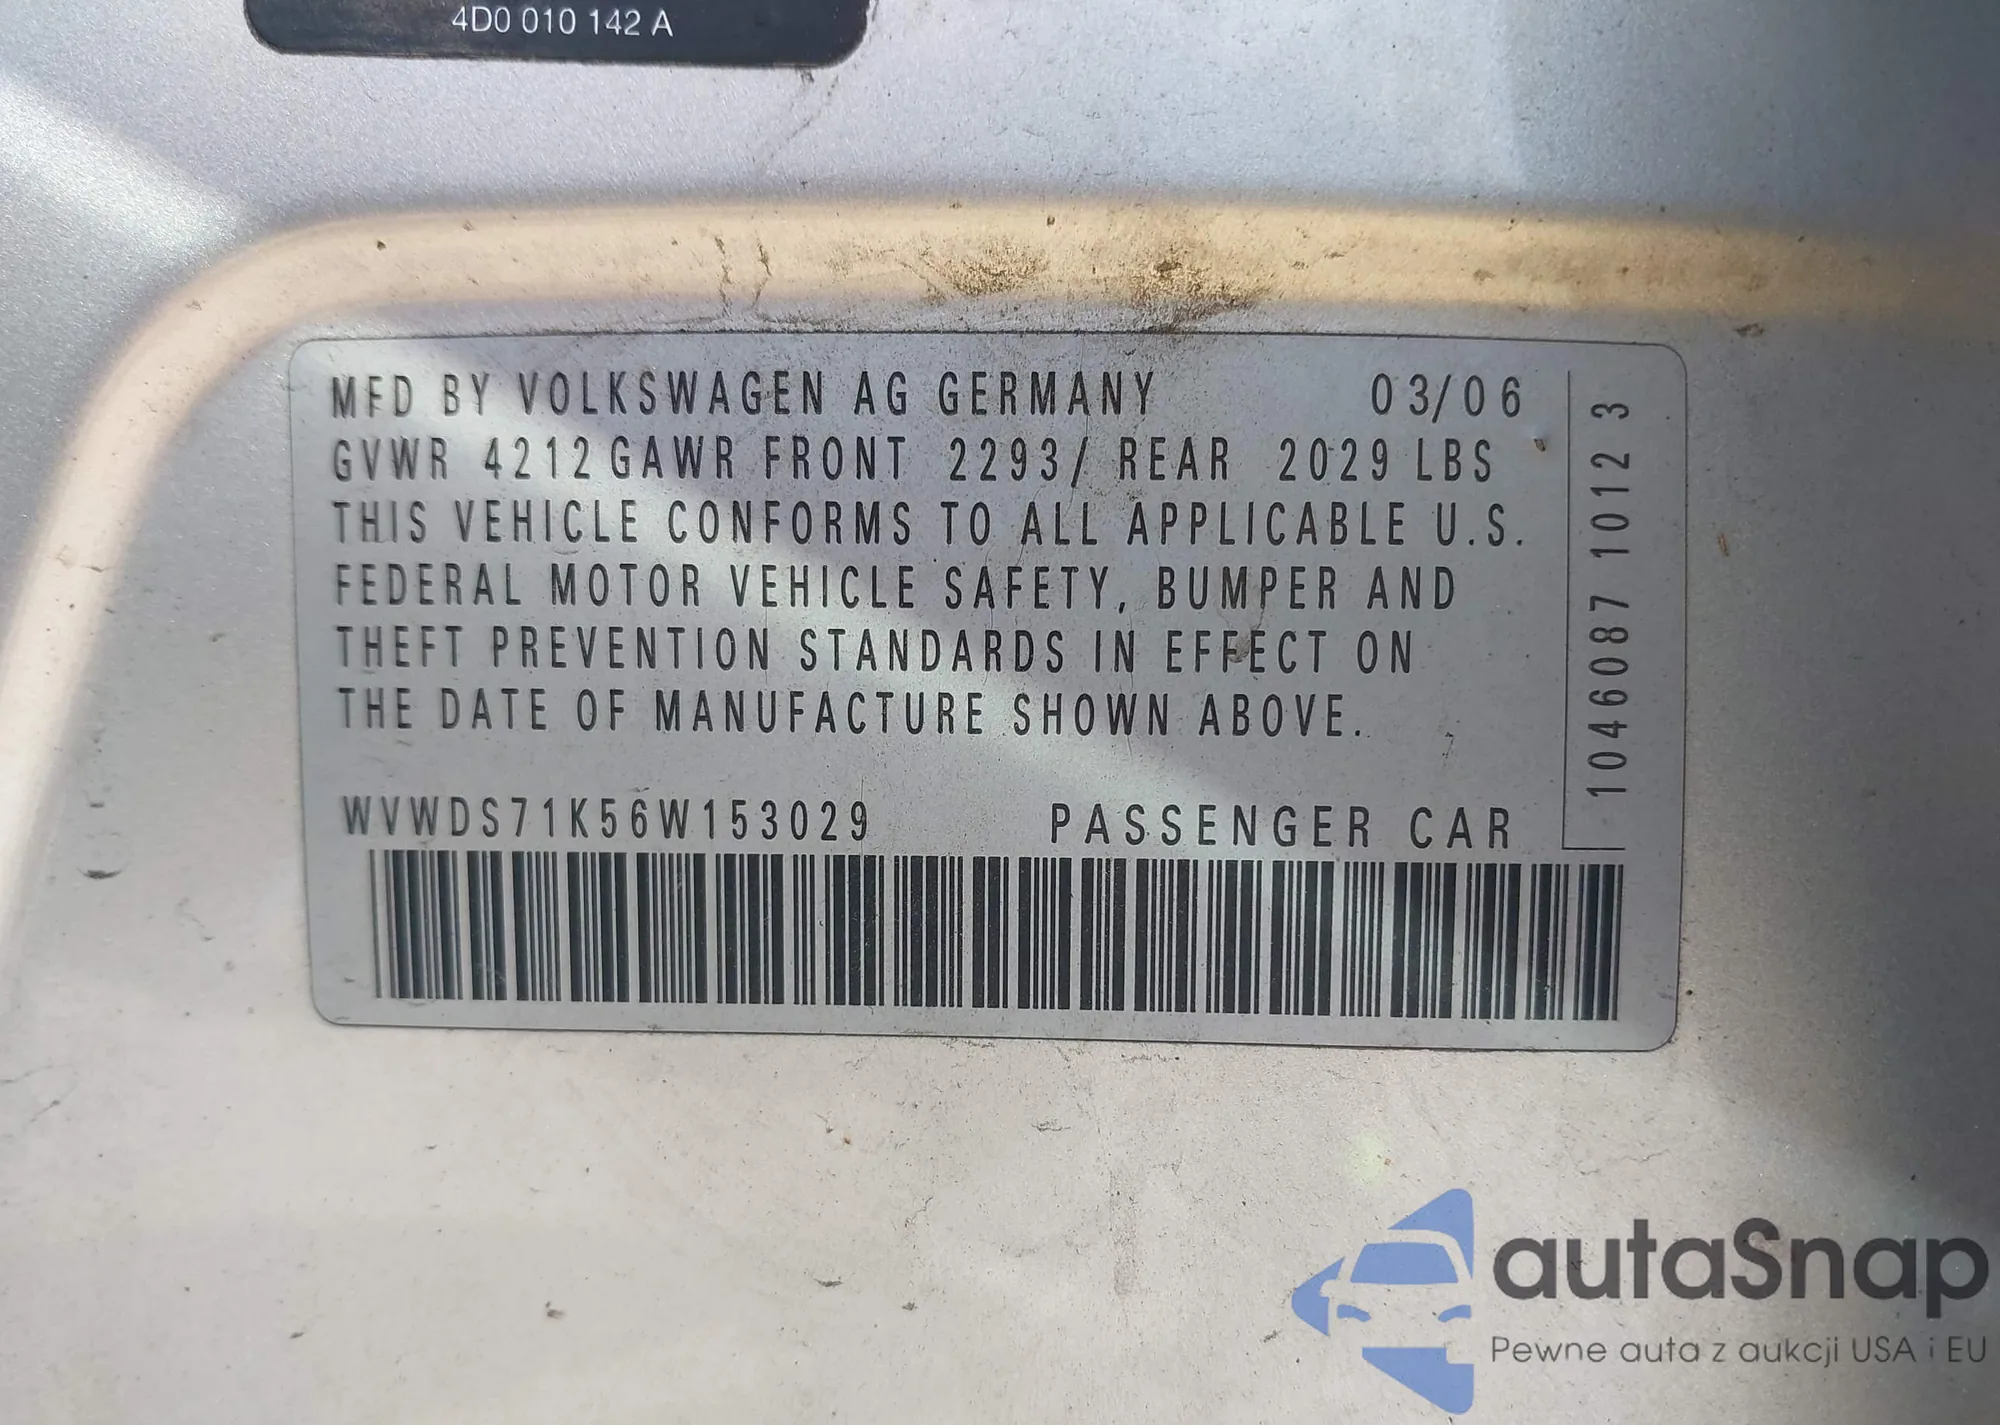 4D0 010 142 A
MFD BY VOLKSWAGEN AG GERMANY 03/06
GVWR 4212 GAWR FRONT 2293/ REAR 2029 LBS
THIS VEHICLE CONFORMS TO ALL APPLICABLE U.S.
FEDERAL MOTOR VEHICLE SAFETY, BUMPER AND
THEFT PREVENTION STANDARDS IN EFFECT ON
THE DATE OF MANUFACTURE SHOWN ABOVE.
WVWDS71K56W153029 PASSENGER CAR
1046087 1012 3
autaSnap
Pewne auta z aukcji USA i EU